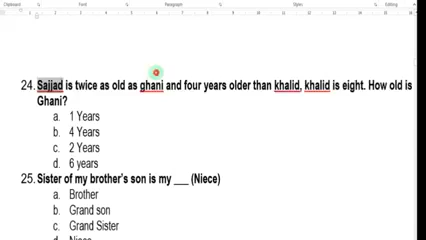 Clipboard Font Paragraph Styles Editing
24. Sajjad is twice as old as ghani and four years older than khalid, khalid is eight. How old is
Ghani?
a. 1 Years
b. 4 Years
c. 2 Years
d. 6 years
25. Sister of my brother's son is my ___ (Niece)
a. Brother
b. Grand son
c. Grand Sister
d. Niece